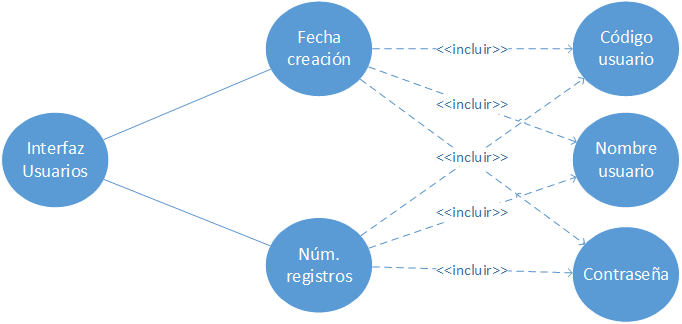 Interfaz
Usuarios
Fecha
creación
Núm.
registros
<<incluir>>
<<incluir>>
<<incluir>>
<<incluir>>
<<incluir>>
Código
usuario
Nombre
usuario
Contraseña